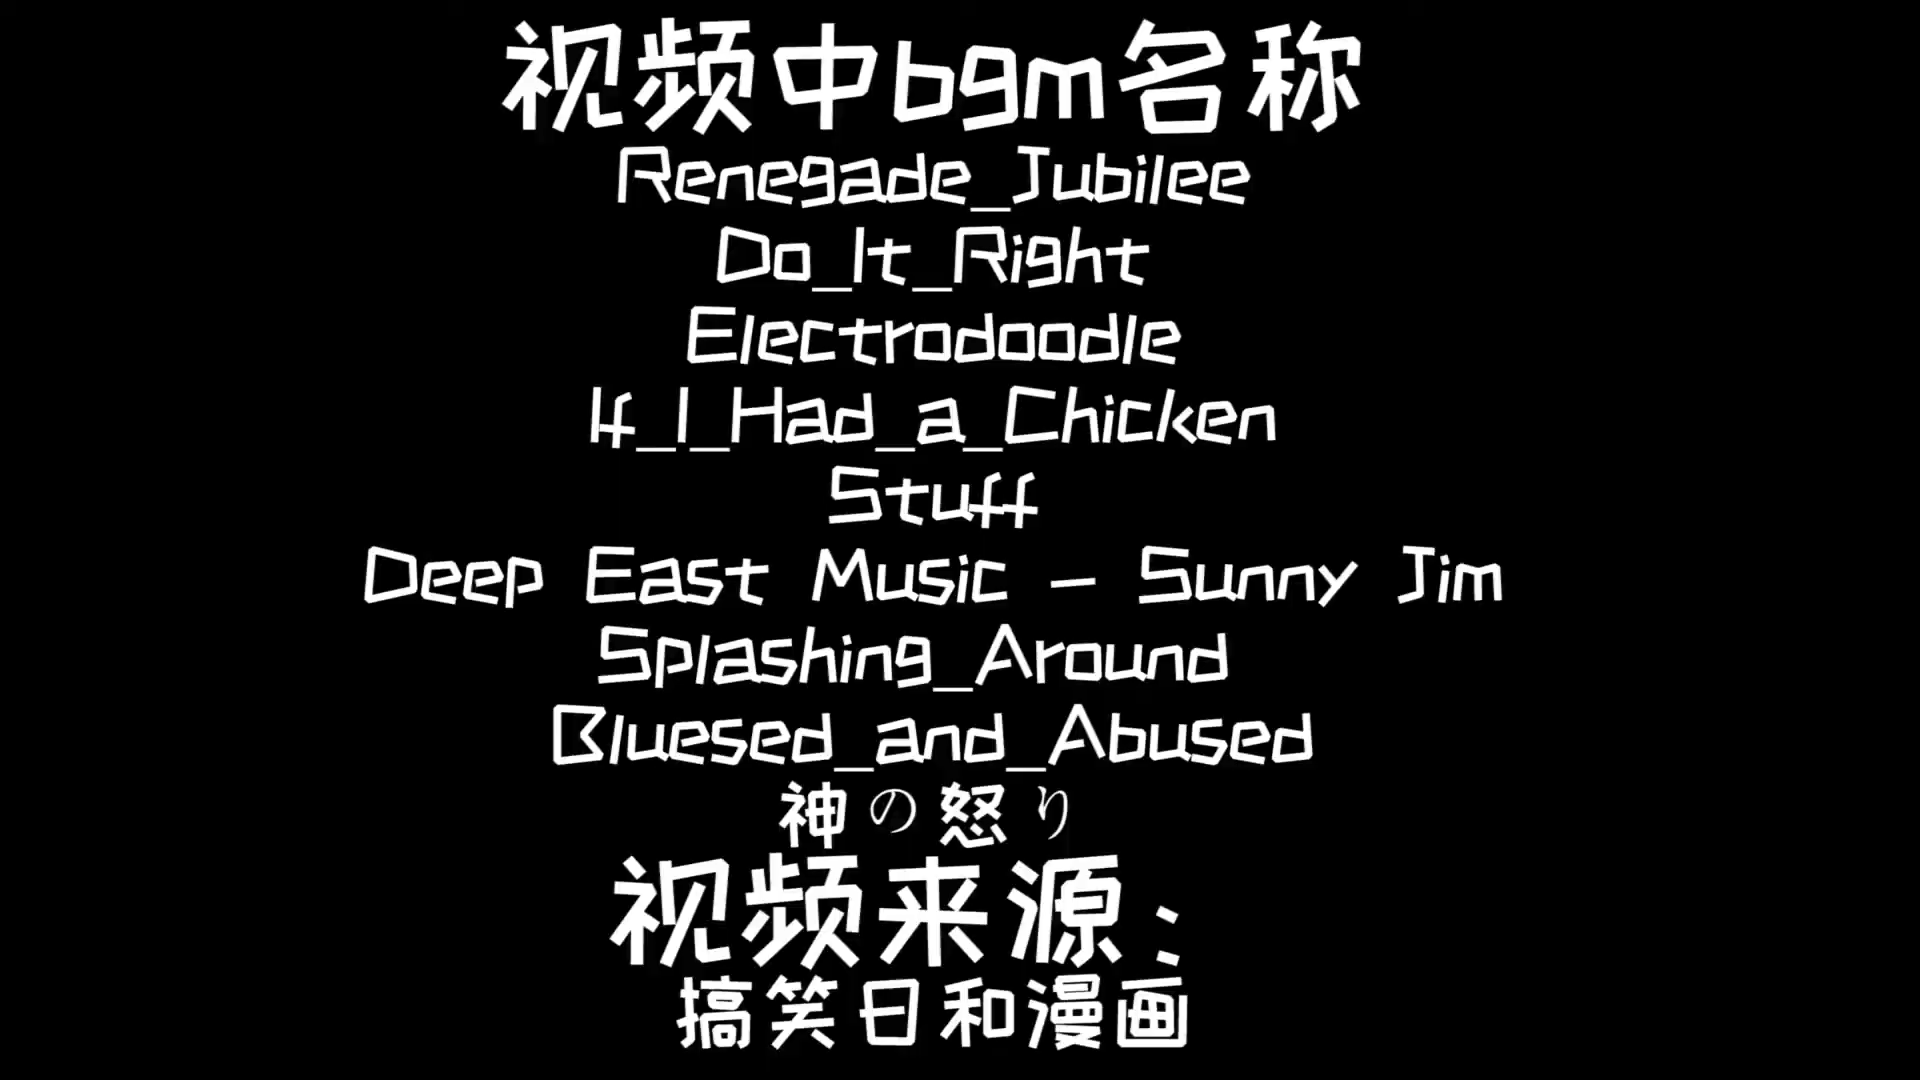 视频中bgm名称
Renegade_Jubilee
Do_It_Right
Electrodoodle
If_I_Had_a_Chicken
Stuff
Deep East Music - Sunny Jim
Splashing_Around
Bluesed_and_Abused
神の怒り
视频来源：
搞笑日和漫画